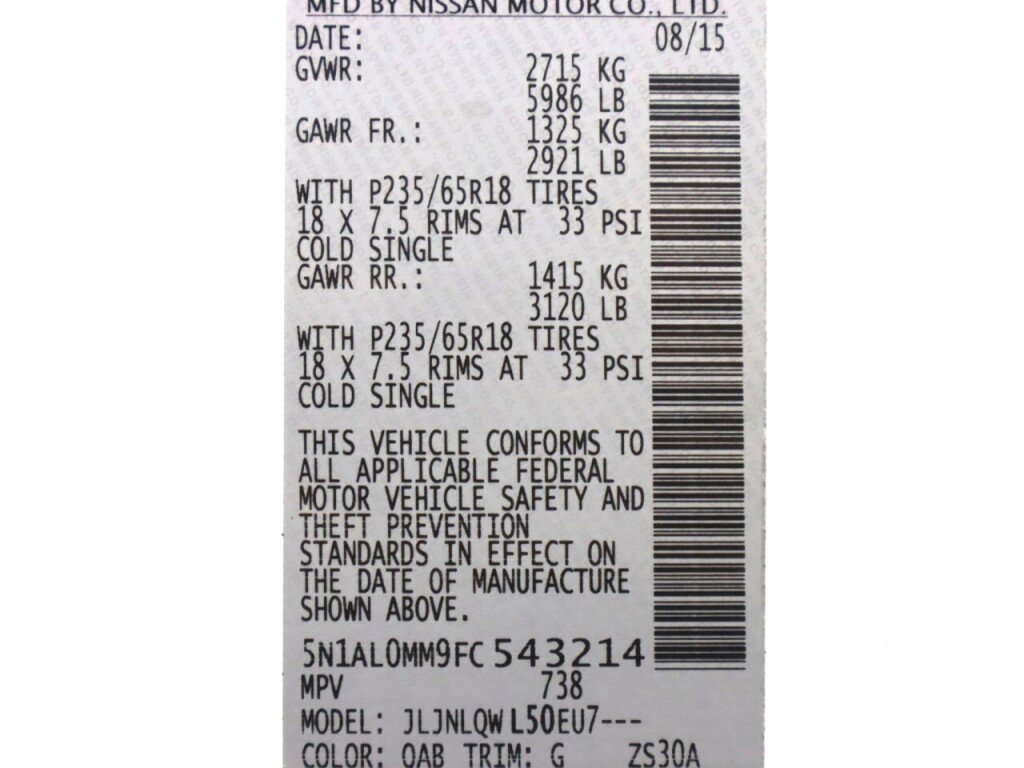 MFD BY NISSAN MOTOR CO., LTD.
DATE: 08/15
GVWR: 2715 KG
5986 LB
GAWR FR.: 1325 KG
2921 LB
WITH P235/65R18 TIRES
18 X 7.5 RIMS AT 33 PSI
COLD SINGLE
GAWR RR.: 1415 KG
3120 LB
WITH P235/65R18 TIRES
18 X 7.5 RIMS AT 33 PSI
COLD SINGLE
THIS VEHICLE CONFORMS TO
ALL APPLICABLE FEDERAL
MOTOR VEHICLE SAFETY AND
THEFT PREVENTION
STANDARDS IN EFFECT ON
THE DATE OF MANUFACTURE
SHOWN ABOVE.
5N1AL0MM9FC543214
MPV 738
MODEL: JLJNLQWL50EU7---
COLOR: QAB TRIM: G ZS30A